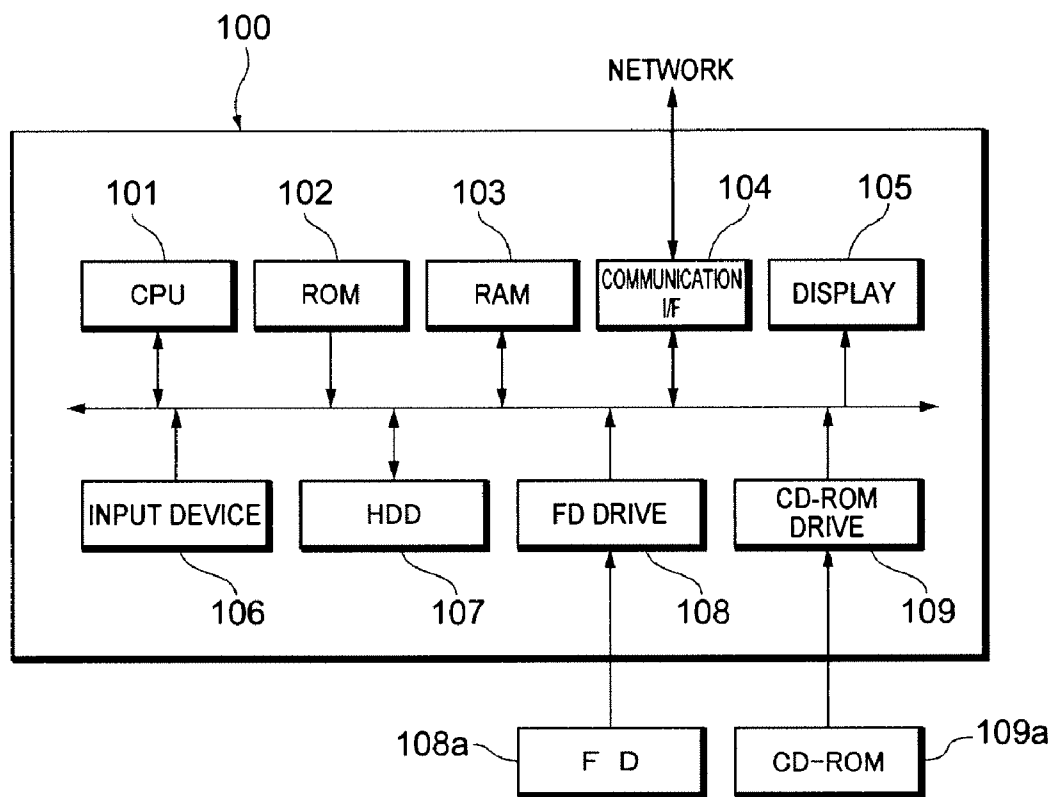 100
NETWORK
101
102
103
104
105
CPU
ROM
RAM
COMMUNICATION
I/F
DISPLAY
INPUT DEVICE
HDD
FD DRIVE
CD-ROM
DRIVE
106
107
108
109
108a
F D
CD-ROM
109a